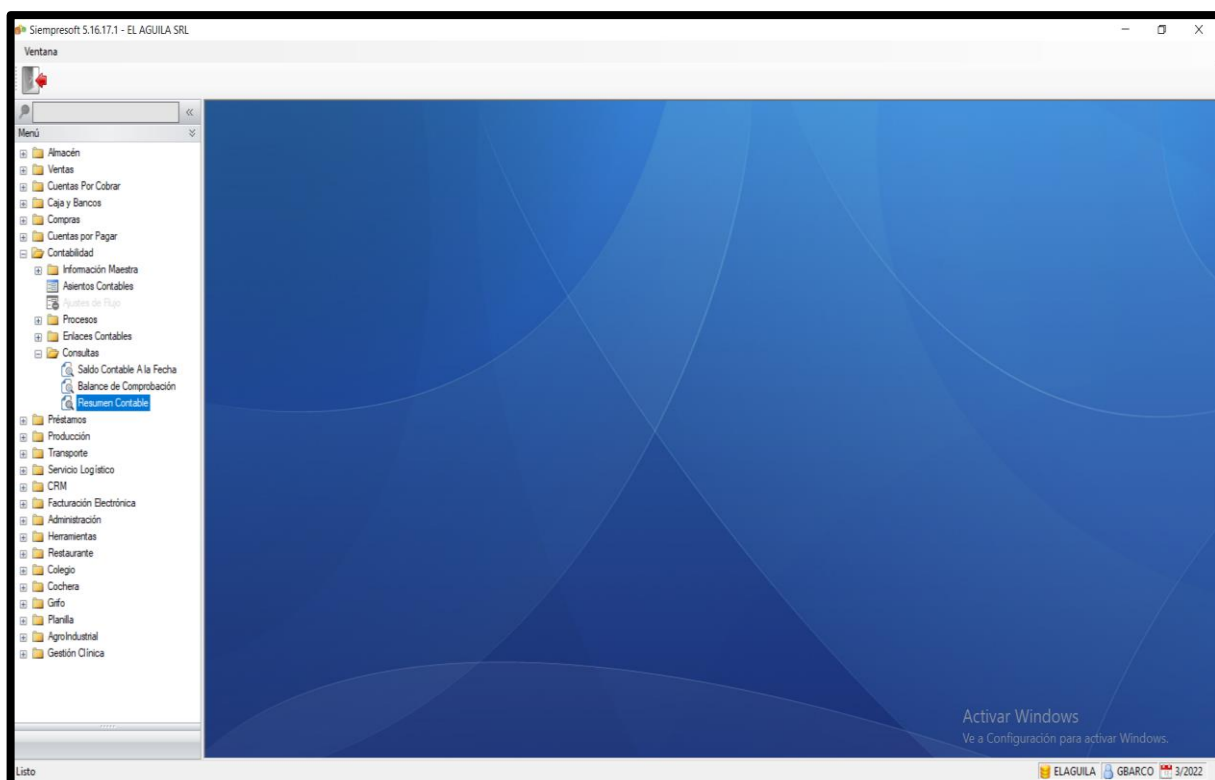 Siempresoft 5.16.17.1 - EL AGUILA SRL
Ventana
Menú
Almacén
Ventas
Cuentas Por Cobrar
Caja y Bancos
Compras
Cuentas por Pagar
Contabilidad
Información Maestra
Asientos Contables
Ajustes de Flujo
Procesos
Enlaces Contables
Consultas
Saldo Contable A la Fecha
Balance de Comprobación
Resumen Contable
Préstamos
Producción
Transporte
Servicio Logístico
CRM
Facturación Electrónica
Administración
Herramientas
Restaurante
Colegio
Cochera
Grifo
Planilla
AgroIndustrial
Gestión Clínica
Activar Windows
Ve a Configuración para activar Windows.
Listo
ELAGUILA GBARCO 3/2022